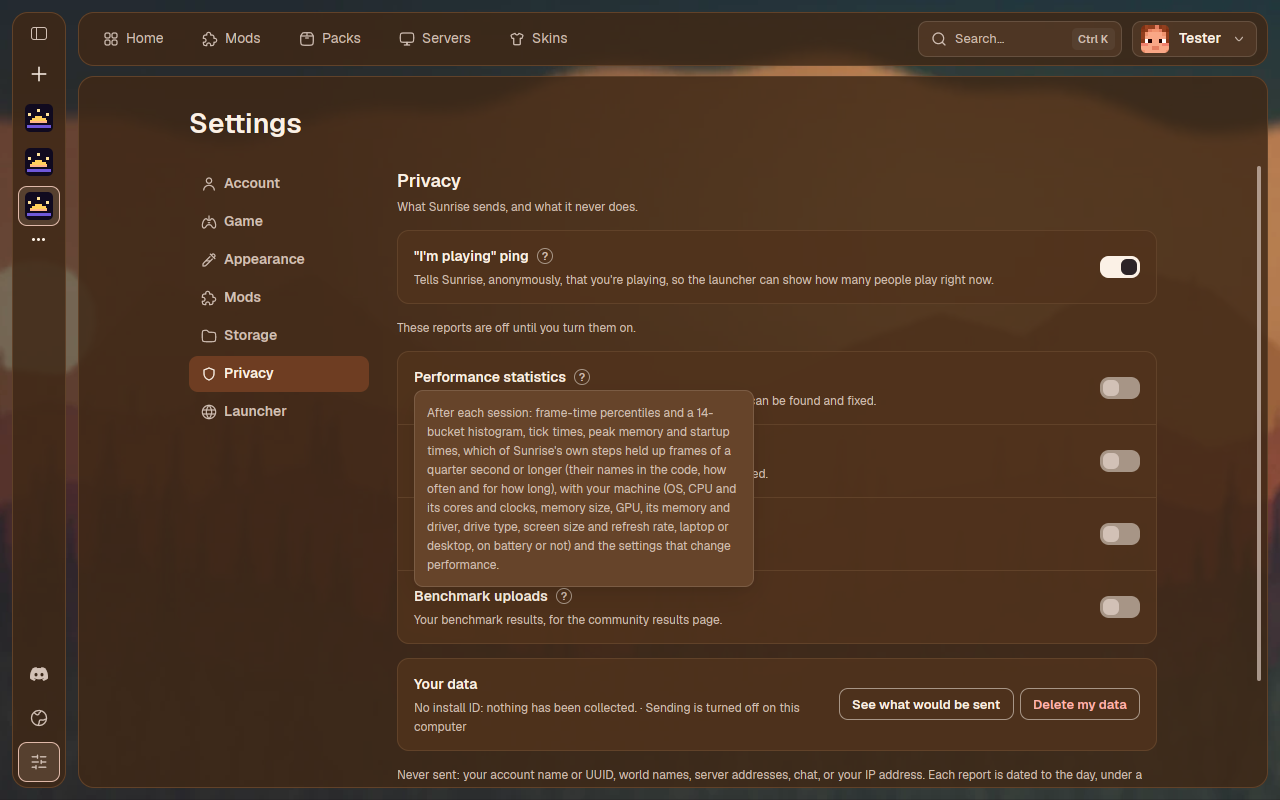 Home
Mods
Packs
Servers
Skins
Search...
Ctrl K
Tester
Settings
Account
Game
Appearance
Mods
Storage
Privacy
Launcher
Privacy
What Sunrise sends, and what it never does.
"I'm playing" ping ?
Tells Sunrise, anonymously, that you're playing, so the launcher can show how many people play right now.
These reports are off until you turn them on.
Performance statistics ?
can be found and fixed.
After each session: frame-time percentiles and a 14-
bucket histogram, tick times, peak memory and startup
times, which of Sunrise's own steps held up frames of a
quarter second or longer (their names in the code, how
often and for how long), with your machine (OS, CPU and
its cores and clocks, memory size, GPU, its memory and
driver, drive type, screen size and refresh rate, laptop or
desktop, on battery or not) and the settings that change
performance.
Benchmark uploads ?
Your benchmark results, for the community results page.
Your data
No install ID: nothing has been collected. · Sending is turned off on this
computer
See what would be sent
Delete my data
Never sent: your account name or UUID, world names, server addresses, chat, or your IP address. Each report is dated to the day, under a